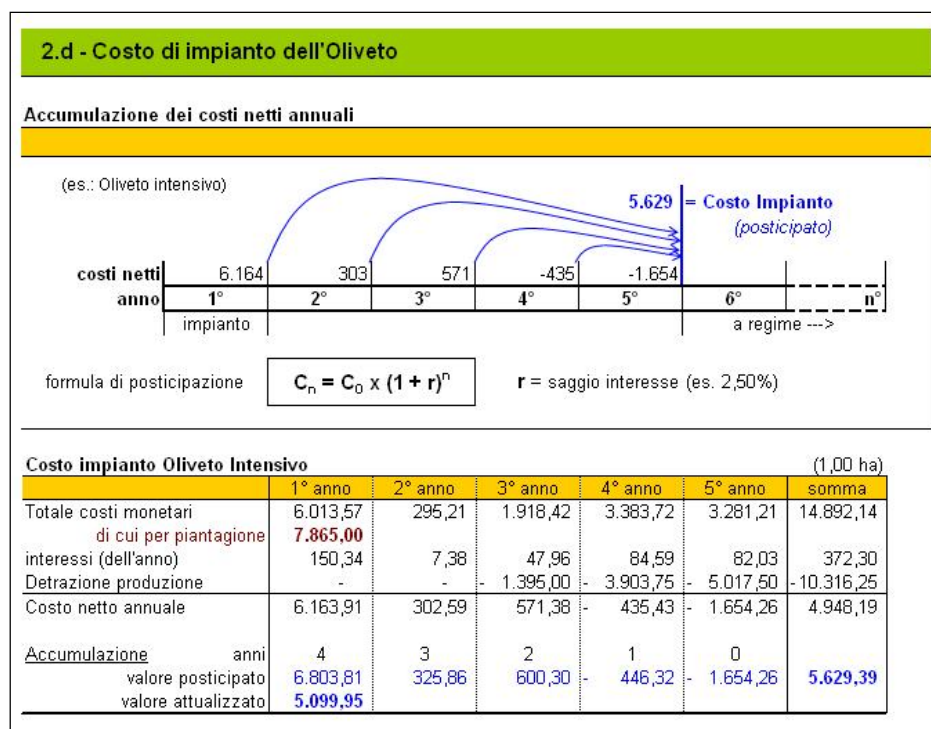 2.d - Costo di impianto dell'Oliveto
Accumulazione dei costi netti annuali
(es.: Oliveto intensivo)
5.629 = Costo Impianto
(posticipato)
costi netti 6.164 303 571 -435 -1.654
anno 1° 2° 3° 4° 5° 6° n°
impianto a regime --->
formula di posticipazione Cn = C0 x (1 + r)^n r = saggio interesse (es. 2,50%)
Costo impianto Oliveto Intensivo (1,00 ha)
1° anno 2° anno 3° anno 4° anno 5° anno somma
Totale costi monetari 6.013,57 295,21 1.918,42 3.383,72 3.281,21 14.892,14
di cui per piantagione 7.865,00
interessi (dell'anno) 150,34 7,38 47,96 84,59 82,03 372,30
Detrazione produzione - - - 1.395,00 - 3.903,75 - 5.017,50 -10.316,25
Costo netto annuale 6.163,91 302,59 571,38 - 435,43 - 1.654,26 4.948,19
Accumulazione anni 4 3 2 1 0
valore posticipato 6.803,81 325,86 600,30 - 446,32 - 1.654,26 5.629,39
valore attualizzato 5.099,95